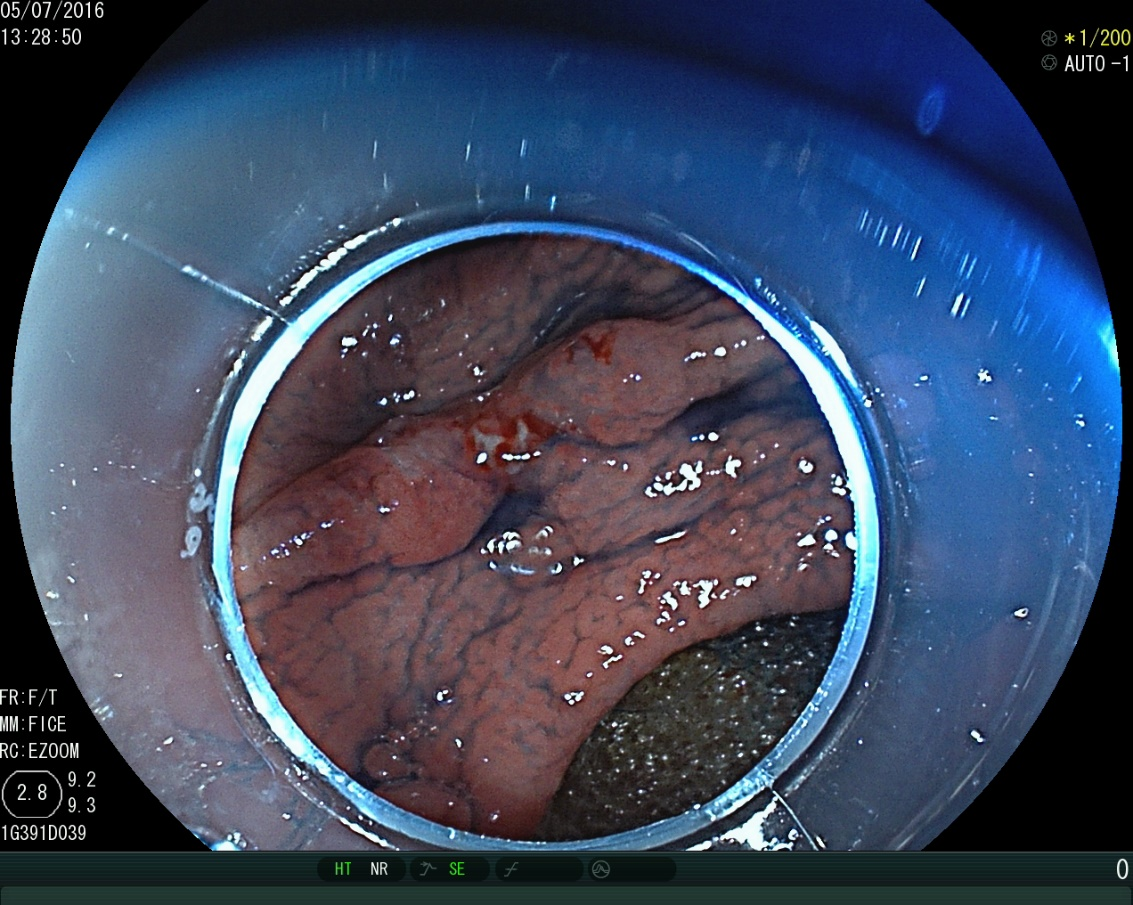 05/07/2016
13:28:50
*1/200
AUTO -1
FR:F/T
MM:FICE
RC:EZOOM
2.8
9.2
9.3
1G391D039
HT NR SE
0